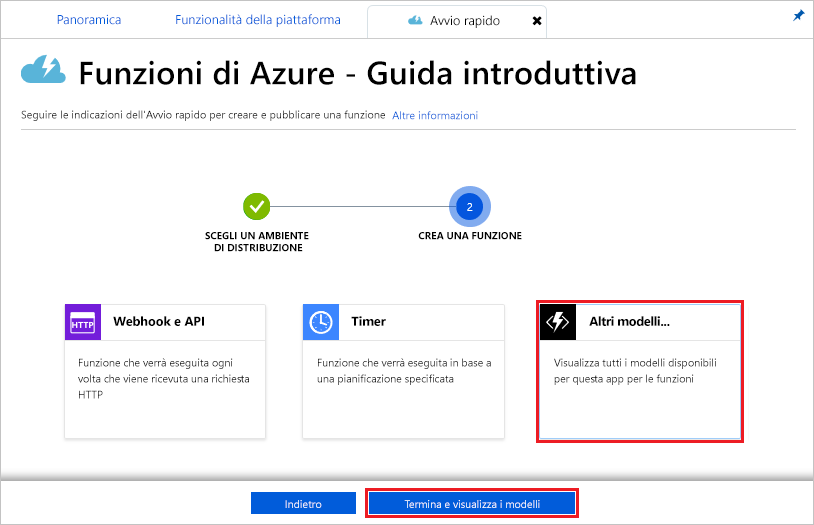 Panoramica
Funzionalità della piattaforma
Avvio rapido
Funzioni di Azure - Guida introduttiva
Seguire le indicazioni dell'Avvio rapido per creare e pubblicare una funzione Altre informazioni
2
SCEGLI UN AMBIENTE
DI DISTRIBUZIONE
CREA UNA FUNZIONE
HTTP
Webhook e API
Funzione che verrà eseguita ogni
volta che viene ricevuta una richiesta
HTTP
Timer
Funzione che verrà eseguita in base a
una pianificazione specificata
Altri modelli...
Visualizza tutti i modelli disponibili
per questa app per le funzioni
Indietro
Termina e visualizza i modelli